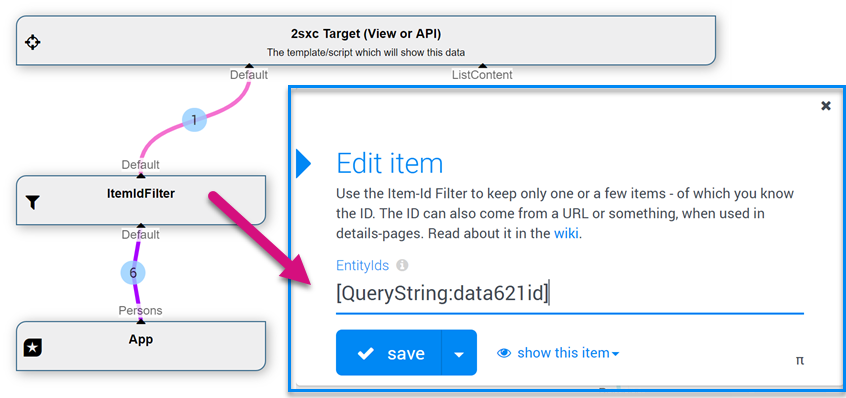 2sxc Target (View or API)
The template/script which will show this data
Default
ListContent
1
Default
ItemIdFilter
Default
6
Persons
App
Edit item
Use the Item-Id Filter to keep only one or a few items - of which you know
the ID. The ID can also come from a URL or something, when used in
details-pages. Read about it in the wiki.
EntityIds
[QueryString:data621id]
save
show this item
π